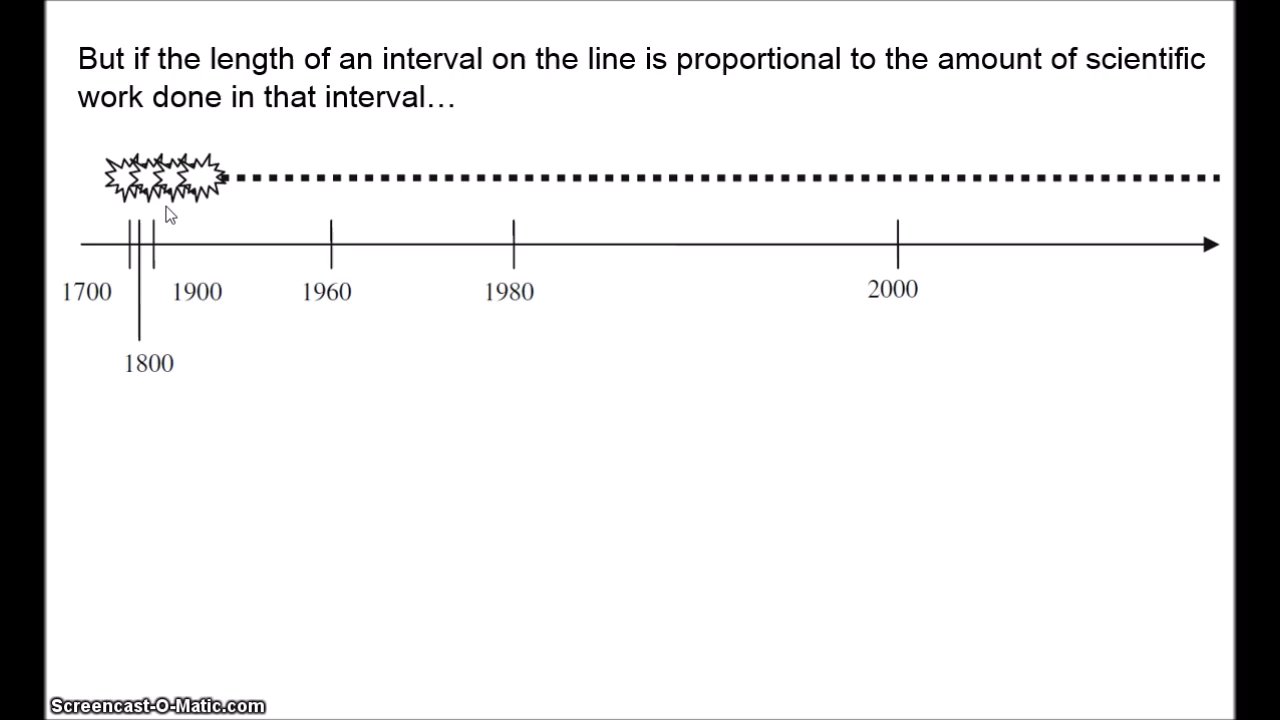 But if the length of an interval on the line is proportional to the amount of scientific
work done in that interval…
1700 1900 1960 1980 2000
1800
Screencast-O-Matic.com